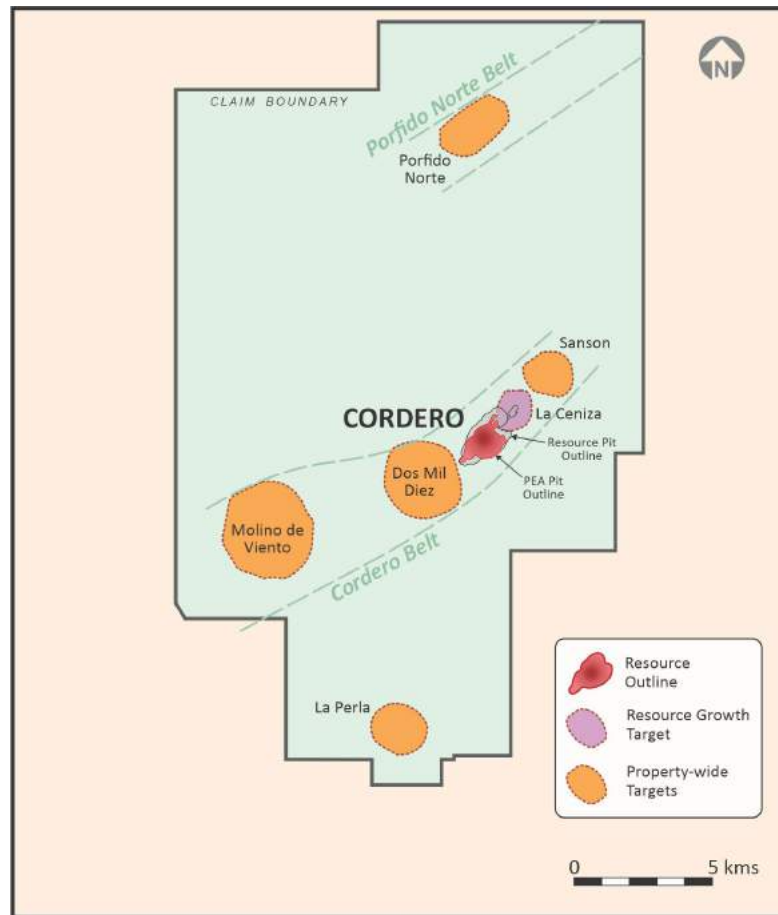 N
CLAIM BOUNDARY
Porfido Norte Belt
Porfido
Norte
Sanson
CORDERO
La Ceniza
Resource Pit
Outline
PEA Pit
Outline
Dos Mil
Diez
Molino de
Viento
Cordero Belt
La Perla
Resource
Outline
Resource Growth
Target
Property-wide
Targets
0 5 kms